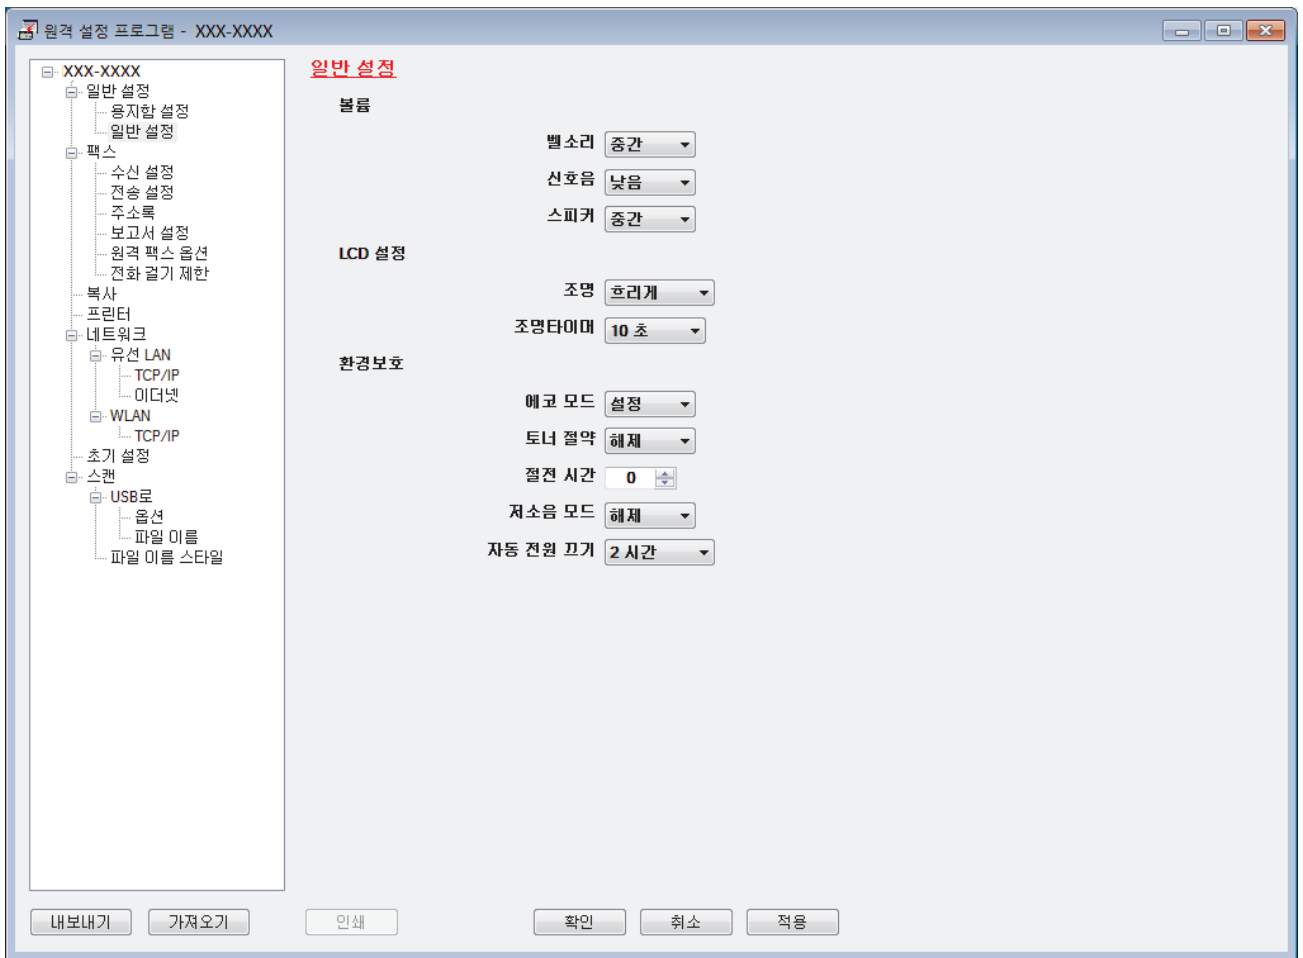 원격 설정 프로그램 - XXX-XXXX
XXX-XXXX
일반 설정
용지함 설정
일반 설정
팩스
수신 설정
전송 설정
주소록
보고서 설정
원격 팩스 옵션
전화 걸기 제한
복사
프린터
네트워크
유선 LAN
TCP/IP
이더넷
WLAN
TCP/IP
초기 설정
스캔
USB로
옵션
파일 이름
파일 이름 스타일
일반 설정
볼륨
벨소리 중간
신호음 낮음
스피커 중간
LCD 설정
조명 흐리게
조명타이머 10 초
환경보호
에코 모드 설정
토너 절약 해제
절전 시간 0
저소음 모드 해제
자동 전원 끄기 2 시간
내보내기 가져오기 인쇄 확인 취소 적용